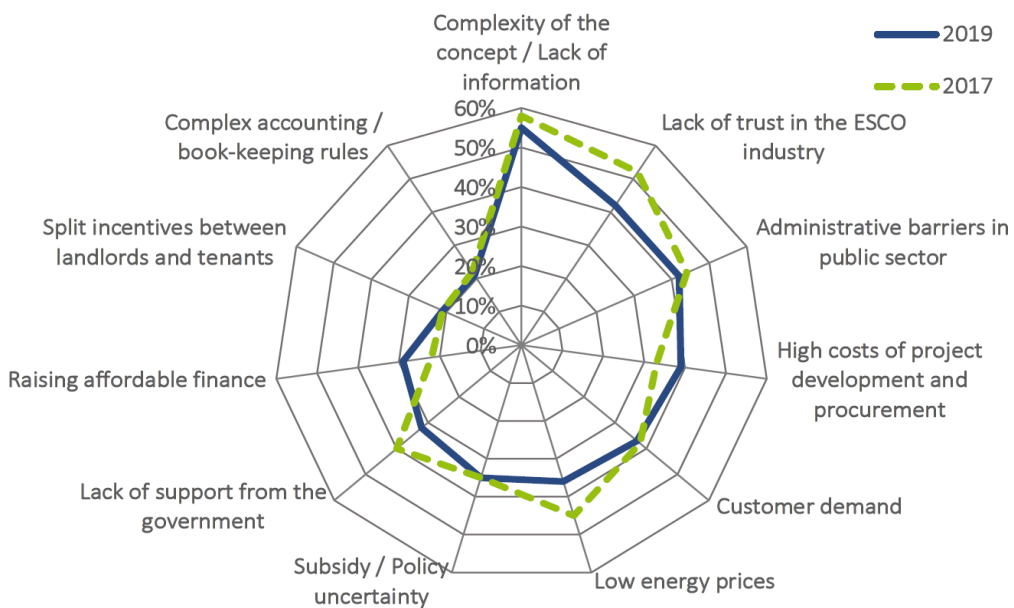 Complexity of the
concept / Lack of
information
2019
2017
Lack of trust in the ESCO
industry
Administrative barriers in
public sector
High costs of project
development and
procurement
Customer demand
Low energy prices
Subsidy / Policy
uncertainty
Lack of support from the
government
Raising affordable finance
Split incentives between
landlords and tenants
Complex accounting /
book-keeping rules
60%
50%
40%
30%
20%
10%
0%